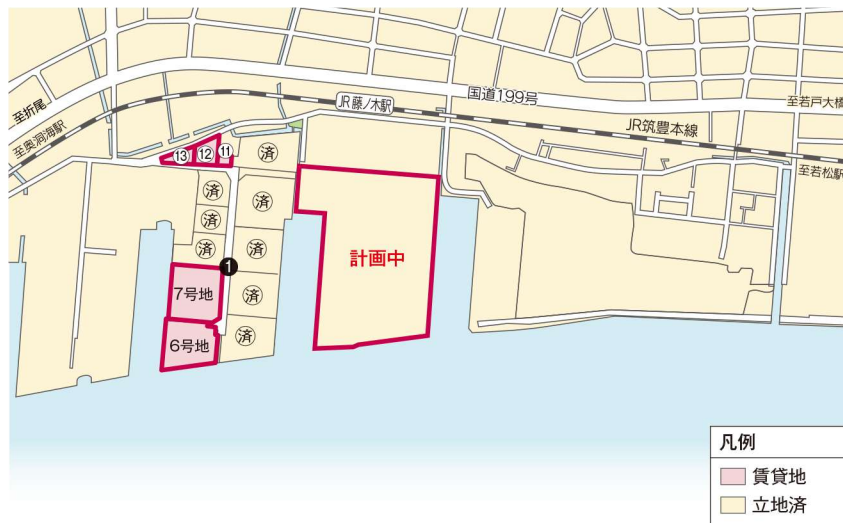 国道199号
至折尾
JR藤ノ木駅
至若戸大橋
至奥洞海駅
JR筑豊本線
至若松駅
⑬
⑫
⑪
済
済
済
済
済
済
済
済
計画中
❶
7号地
6号地
凡例
賃貸地
立地済